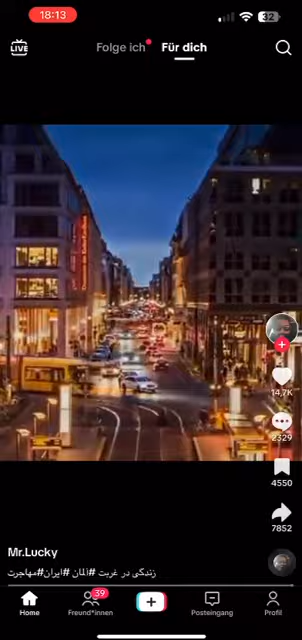 18:13
32
LIVE
Folge ich
Für dich
14,7K
2329
4550
7852
Mr.Lucky
زندگی در غربت #آلمان #ایران#مهاجرت
39
Home
Freund*innen
Posteingang
Profil